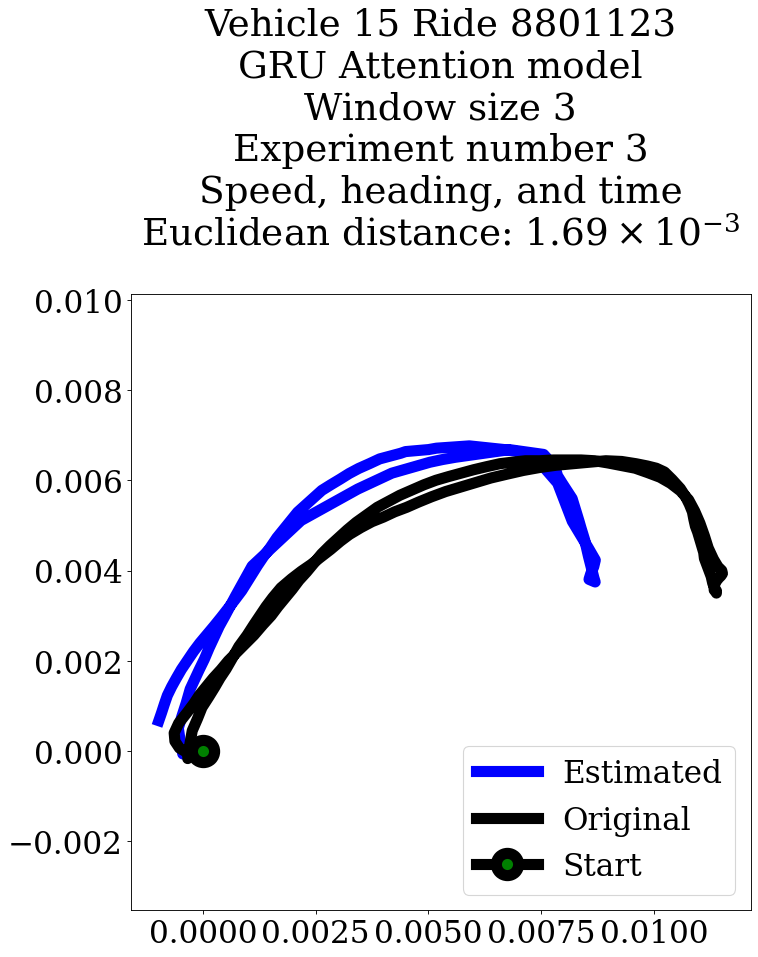 Vehicle 15 Ride 8801123
GRU Attention model
Window size 3
Experiment number 3
Speed, heading, and time
Euclidean distance: 1.69 × 10⁻³
0.010
0.008
0.006
0.004
0.002
0.000
−0.002
Estimated
Original
Start
0.0000 0.0025 0.0050 0.0075 0.0100